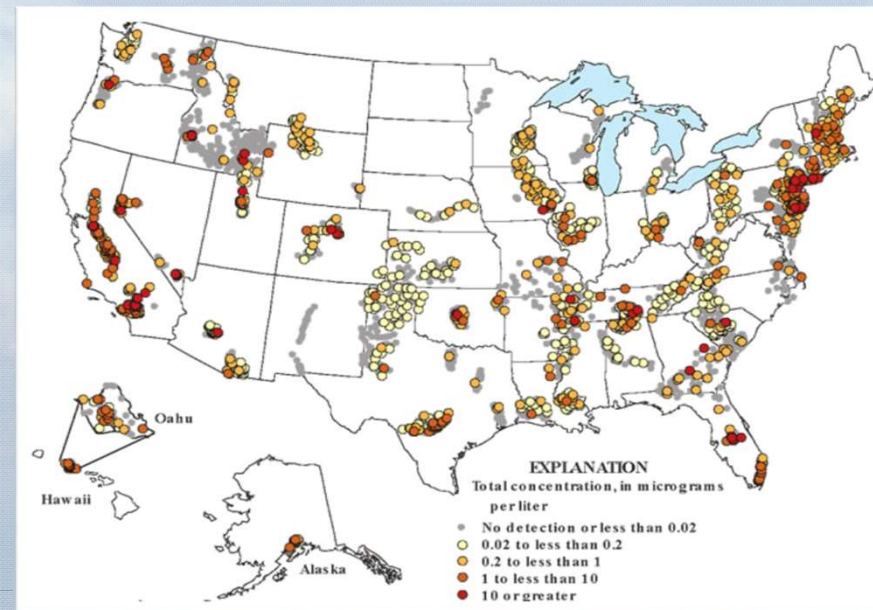 Oahu
Hawaii
Alaska
EXPLANATION
Total concentration, in micrograms
per liter
No detection or less than 0.02
0.02 to less than 0.2
0.2 to less than 1
1 to less than 10
10 or greater